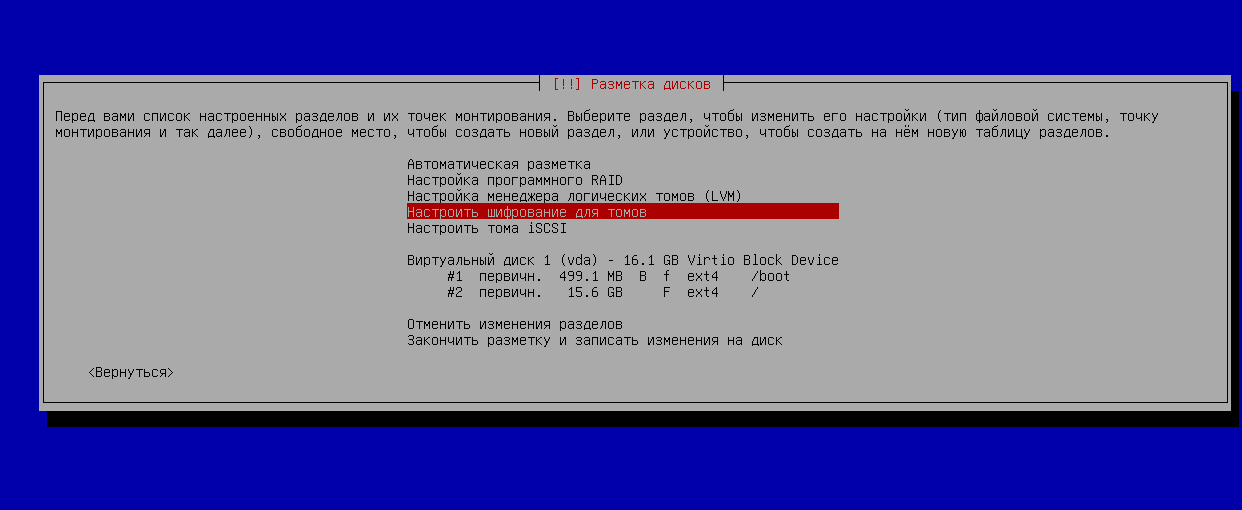 [!!] Разметка дисков
Перед вами список настроенных разделов и их точек монтирования. Выберите раздел, чтобы изменить его настройки (тип файловой системы, точку
монтирования и так далее), свободное место, чтобы создать новый раздел, или устройство, чтобы создать на нём новую таблицу разделов.
Автоматическая разметка
Настройка программного RAID
Настройка менеджера логических томов (LVM)
Настроить шифрование для томов
Настроить тома iSCSI
Виртуальный диск 1 (vda) - 16.1 GB Virtio Block Device
#1 первичн. 499.1 MB B f ext4 /boot
#2 первичн. 15.6 GB F ext4 /
Отменить изменения разделов
Закончить разметку и записать изменения на диск
<Вернуться>